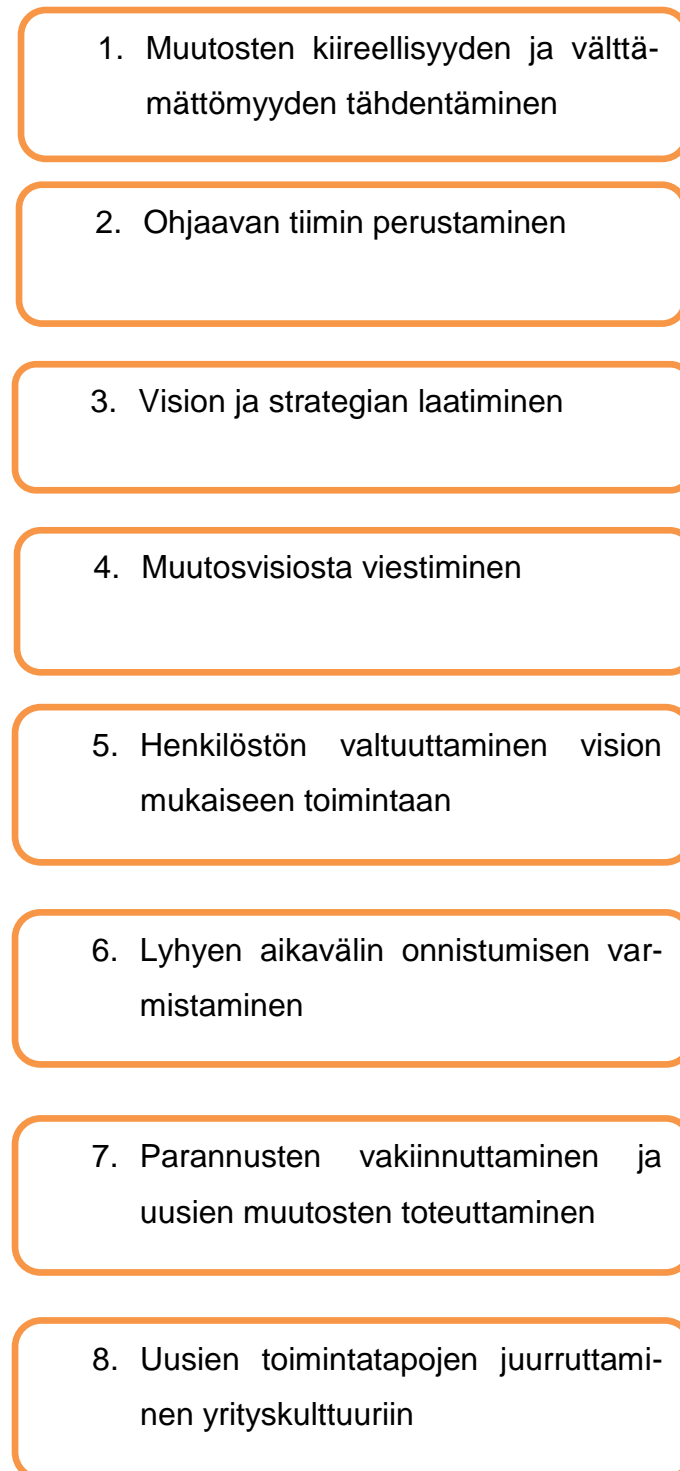 1. Muutosten kiireellisyyden ja välttä-
mättömyyden tähdentäminen
2. Ohjaavan tiimin perustaminen
3. Vision ja strategian laatiminen
4. Muutosvisiosta viestiminen
5. Henkilöstön valtuuttaminen vision
mukaiseen toimintaan
6. Lyhyen aikavälin onnistumisen var-
mistaminen
7. Parannusten vakiinnuttaminen ja
uusien muutosten toteuttaminen
8. Uusien toimintatapojen juurruttami-
nen yrityskulttuuriin